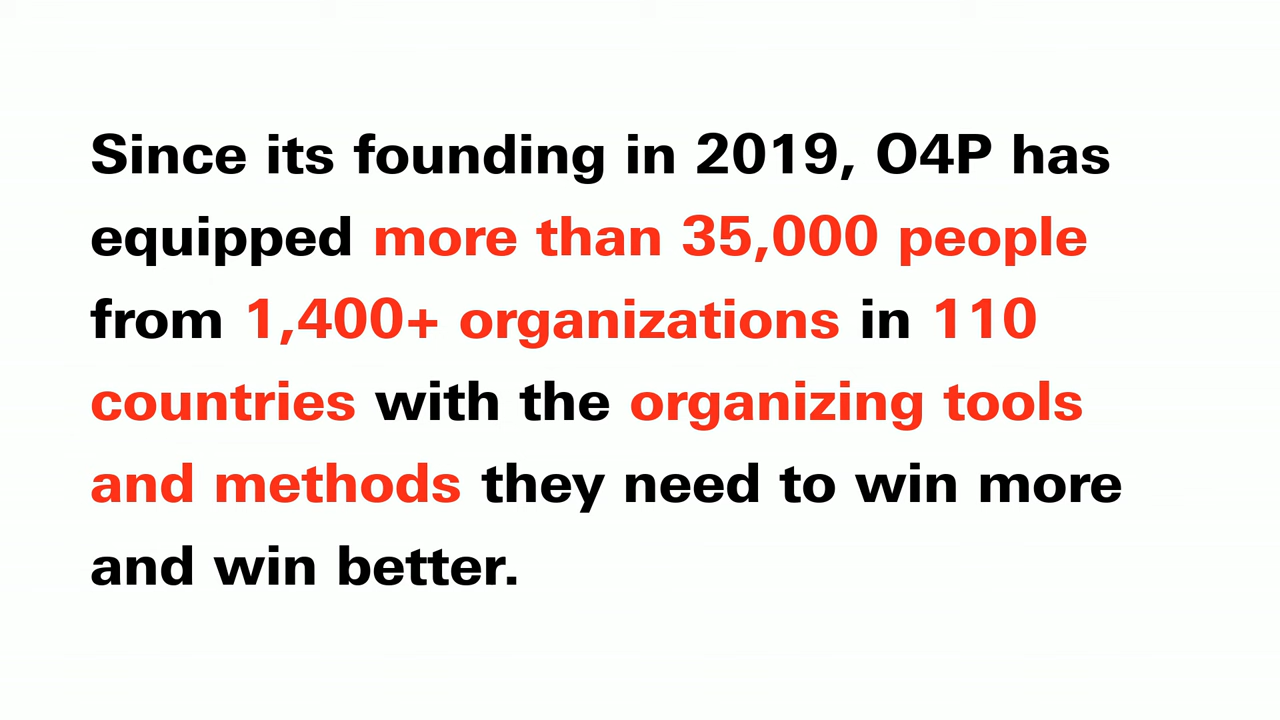 Since its founding in 2019, O4P has
equipped more than 35,000 people
from 1,400+ organizations in 110
countries with the organizing tools
and methods they need to win more
and win better.